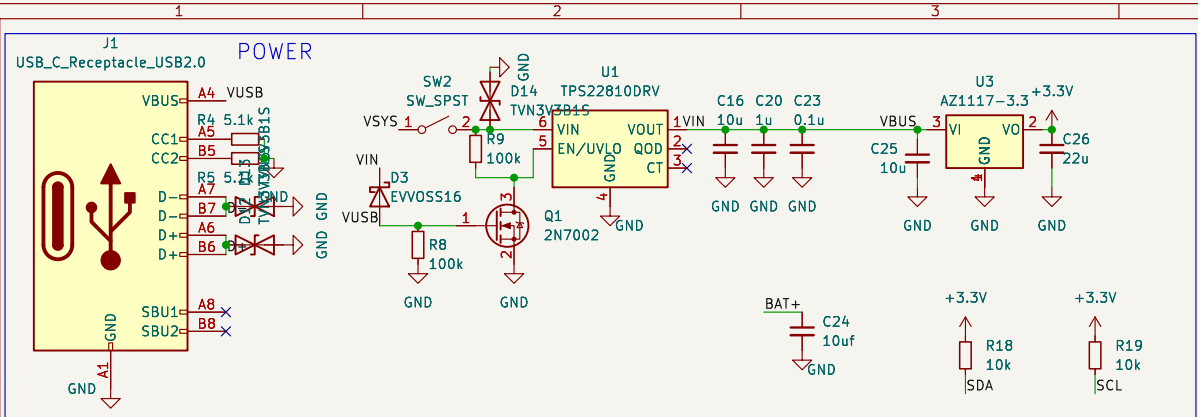 1
2
3
POWER
J1
USB_C_Receptacle_USB2.0
VBUS
A4
VUSB
R4 5.1k
CC1
A5
CC2
B5
R5 5.1
D-
A7
D-
B7
D+
A6
D+
B6
GND
GND
GND
SBU1
A8
SBU2
B8
GND
A1
GND
SW2
SW_SPST
VSYS
1
2
GND
D14
TVN3V3B1S
R9
100k
VIN
D3
EVVOSS16
VUSB
R8
100k
GND
1
3
2
Q1
2N7002
GND
U1
TPS22810DRV
6
VIN
5
EN/UVLO
VOUT
1
VIN
QOD
2
CT
3
GND
4
GND
C16
10u
GND
C20
1u
GND
C23
0.1u
GND
VBUS
C25
10u
GND
U3
AZ1117-3.3
3
VI
VO
2
GND
4
GND
+3.3V
C26
22u
GND
BAT+
C24
10uf
GND
+3.3V
R18
10k
SDA
+3.3V
R19
10k
SCL